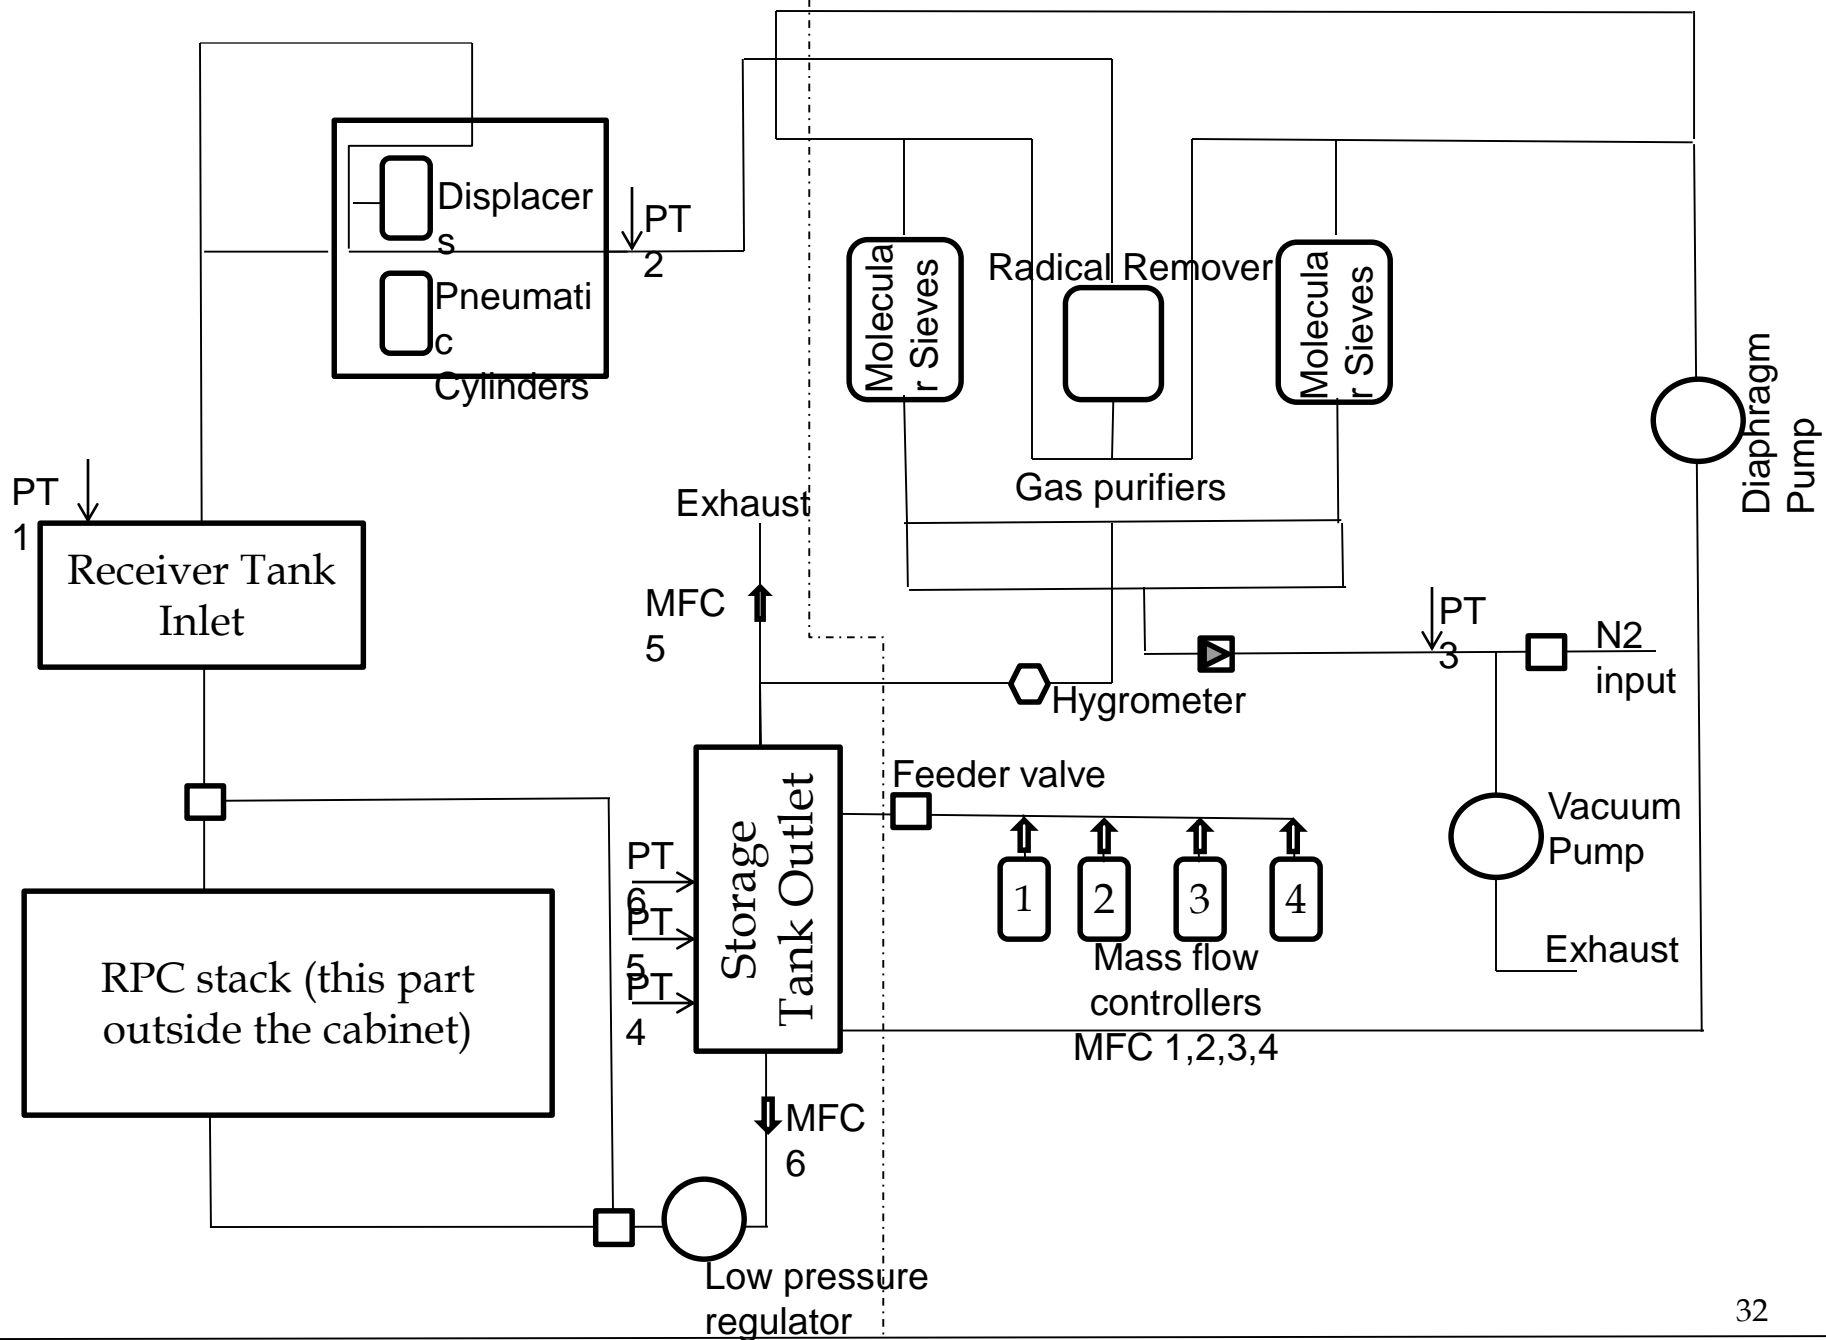 Displacer
s
PT
2
Pneumati
c
Cylinders
Molecula
r Sieves
Radical Remover
Molecula
r Sieves
Diaphragm
Pump
PT
1
Exhaust
Gas purifiers
Receiver Tank
Inlet
MFC
5
PT
3
N2
input
Hygrometer
Feeder valve
Storage
Tank Outlet
Vacuum
Pump
PT
6
PT
5
PT
4
1
2
3
4
Exhaust
Mass flow
controllers
MFC 1,2,3,4
RPC stack (this part
outside the cabinet)
MFC
6
Low pressure
regulator
32